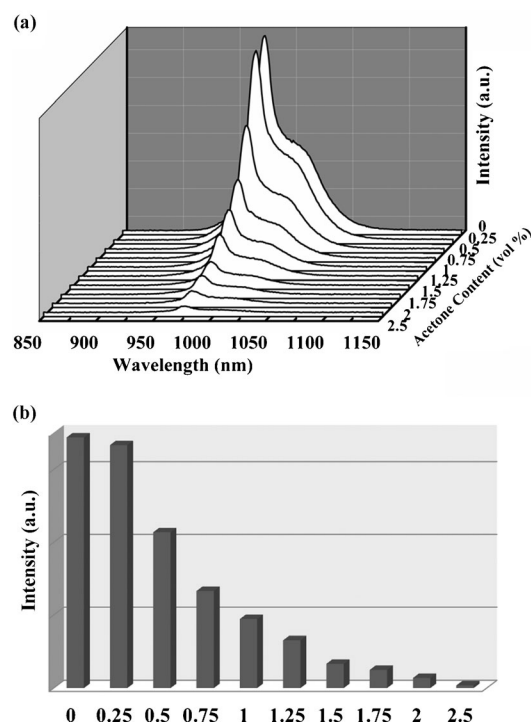 (a)
Intensity (a.u.)
0
0.25
0.5
0.75
1
1.25
1.5
1.75
2
2.5
Acetone Content (vol %)
850 900 950 1000 1050 1100 1150
Wavelength (nm)
(b)
Intensity (a.u.)
0 0.25 0.5 0.75 1 1.25 1.5 1.75 2 2.5